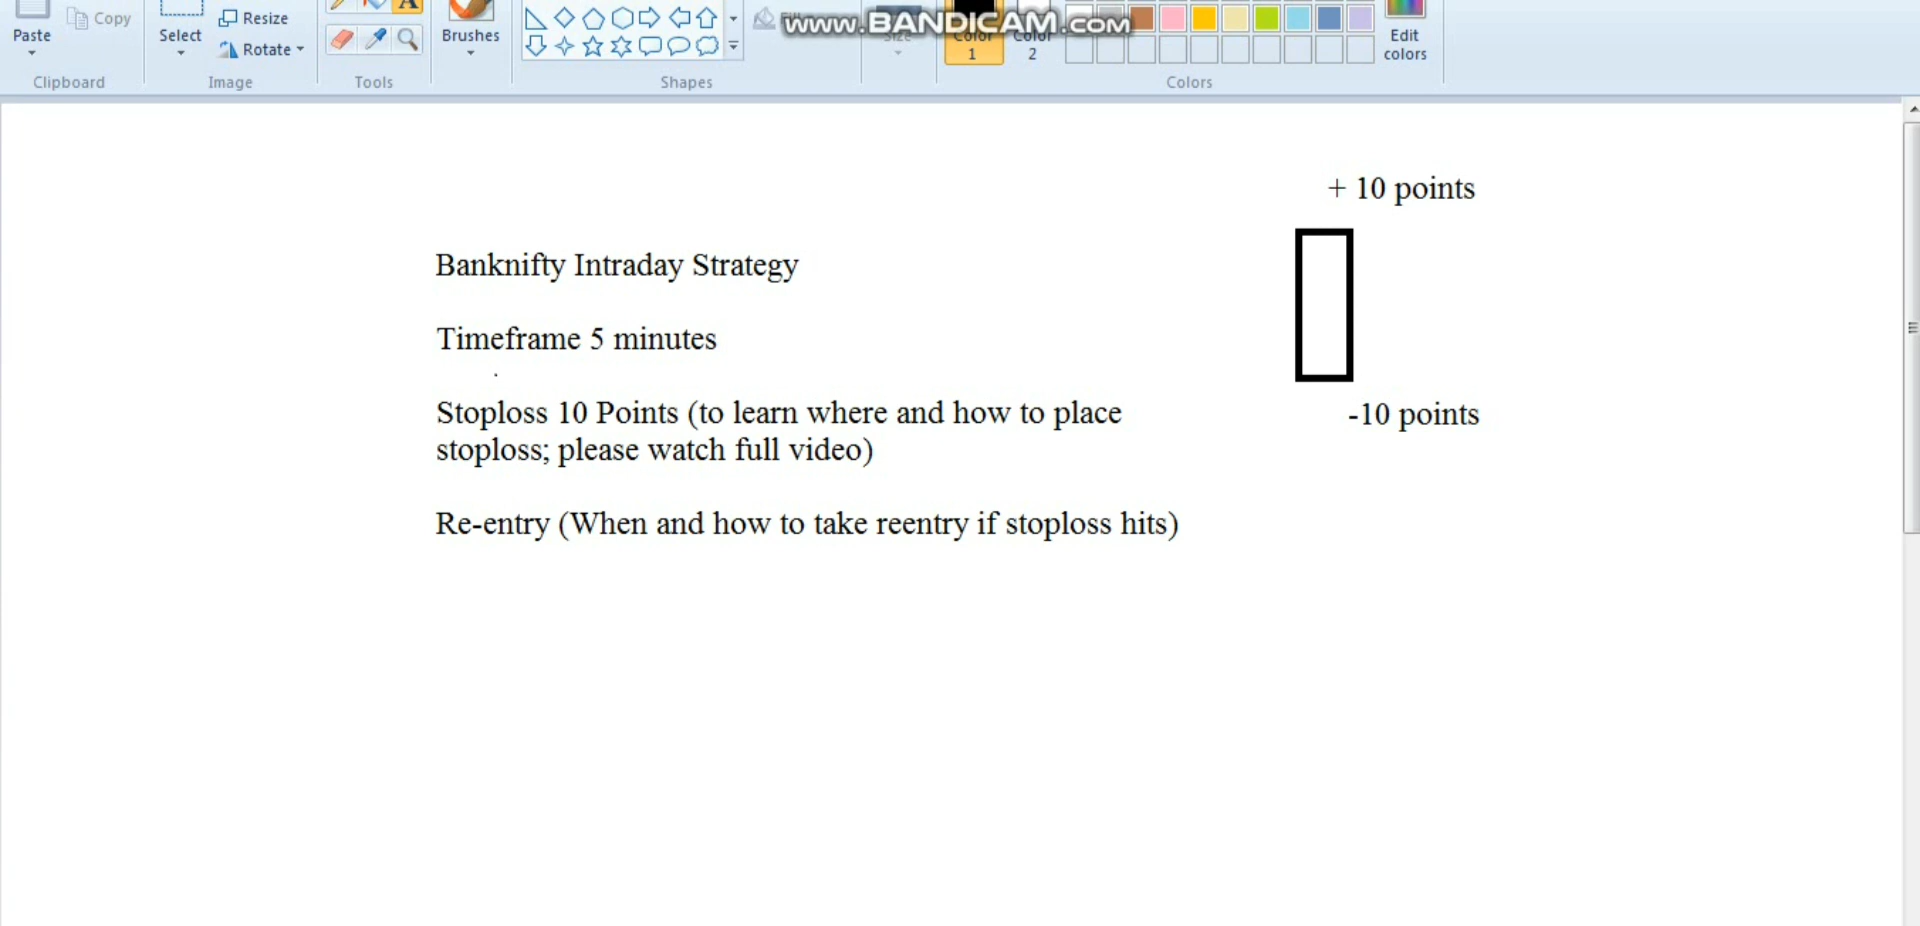 www.BANDICAM.com
Paste
Copy
Clipboard
Select
Resize
Rotate
Image
Tools
Brushes
Shapes
Size
Color
1
Color
2
Edit
colors
Colors
+ 10 points
Banknifty Intraday Strategy
Timeframe 5 minutes
Stoploss 10 Points (to learn where and how to place
stoploss; please watch full video)
-10 points
Re-entry (When and how to take reentry if stoploss hits)